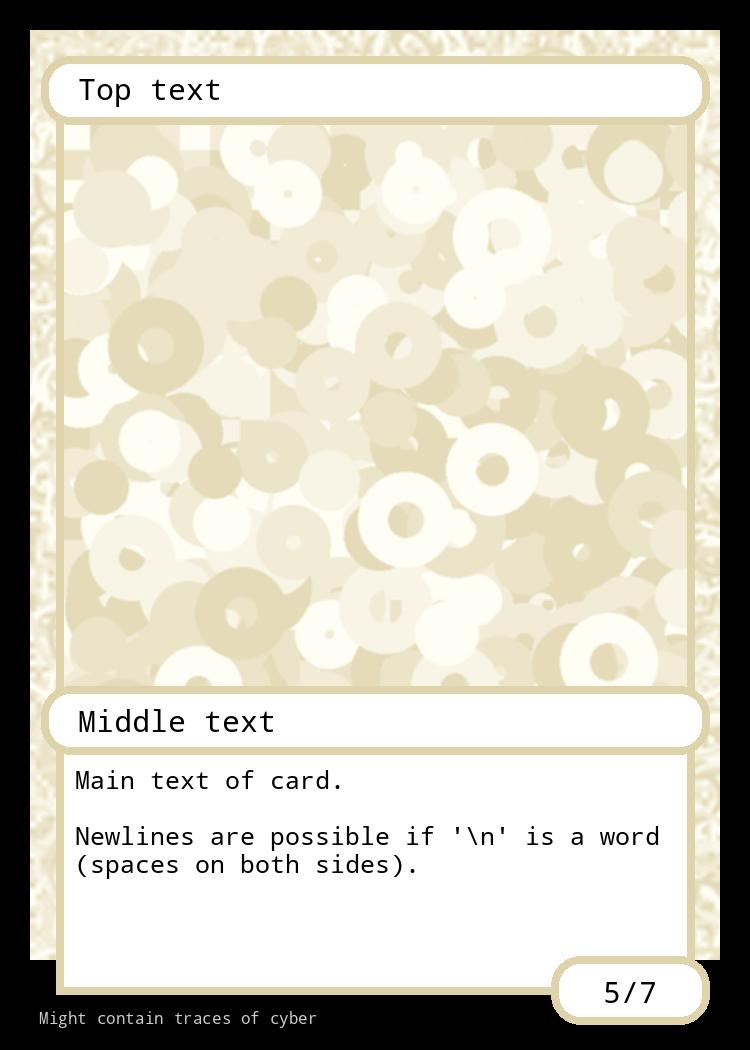 Top text
Middle text
Main text of card.
Newlines are possible if '\n' is a word
(spaces on both sides).
5/7
Might contain traces of cyber